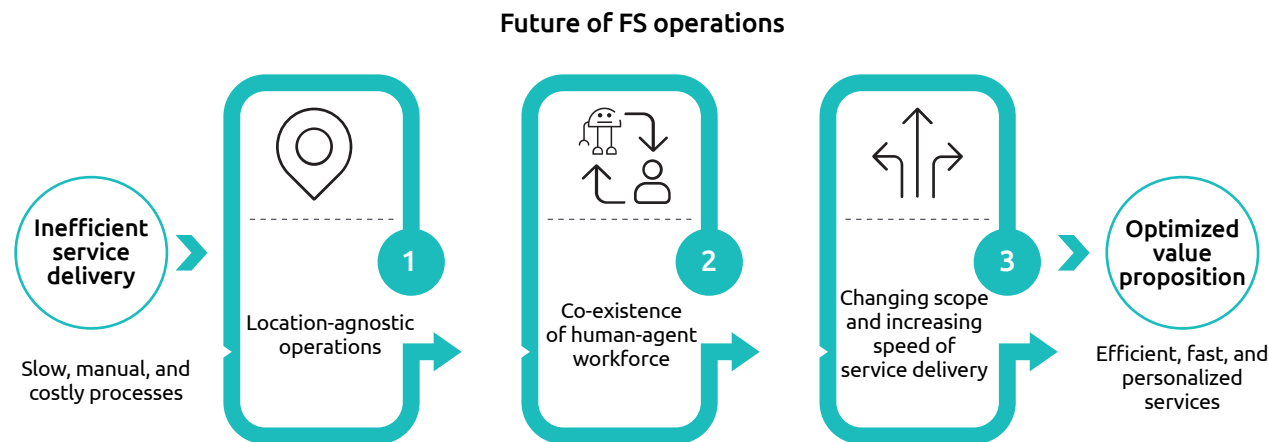 Future of FS operations
Inefficient
service
delivery
Slow, manual, and
costly processes
1
Location-agnostic
operations
2
Co-existence
of human-agent
workforce
3
Changing scope
and increasing
speed of
service delivery
Optimized
value
proposition
Efficient, fast, and
personalized
services